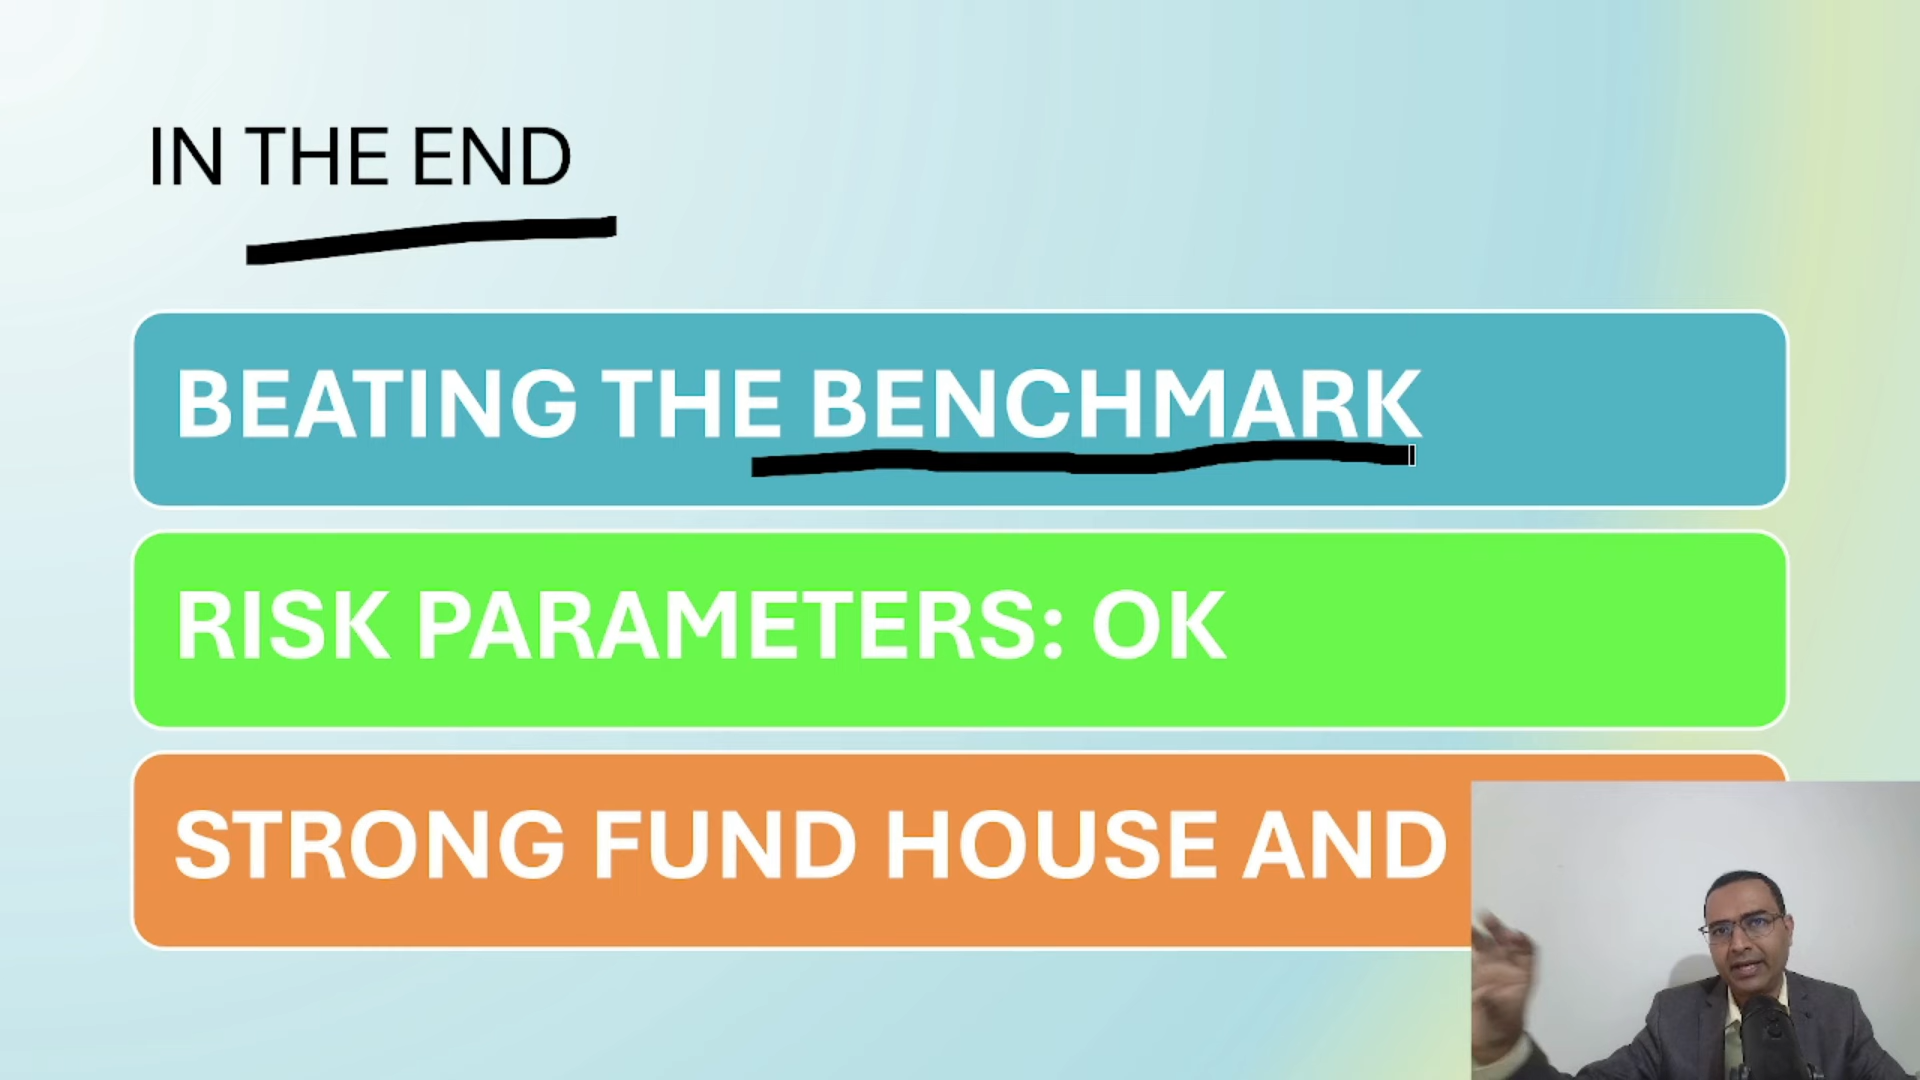 IN THE END
BEATING THE BENCHMARK
RISK PARAMETERS: OK
STRONG FUND HOUSE AND